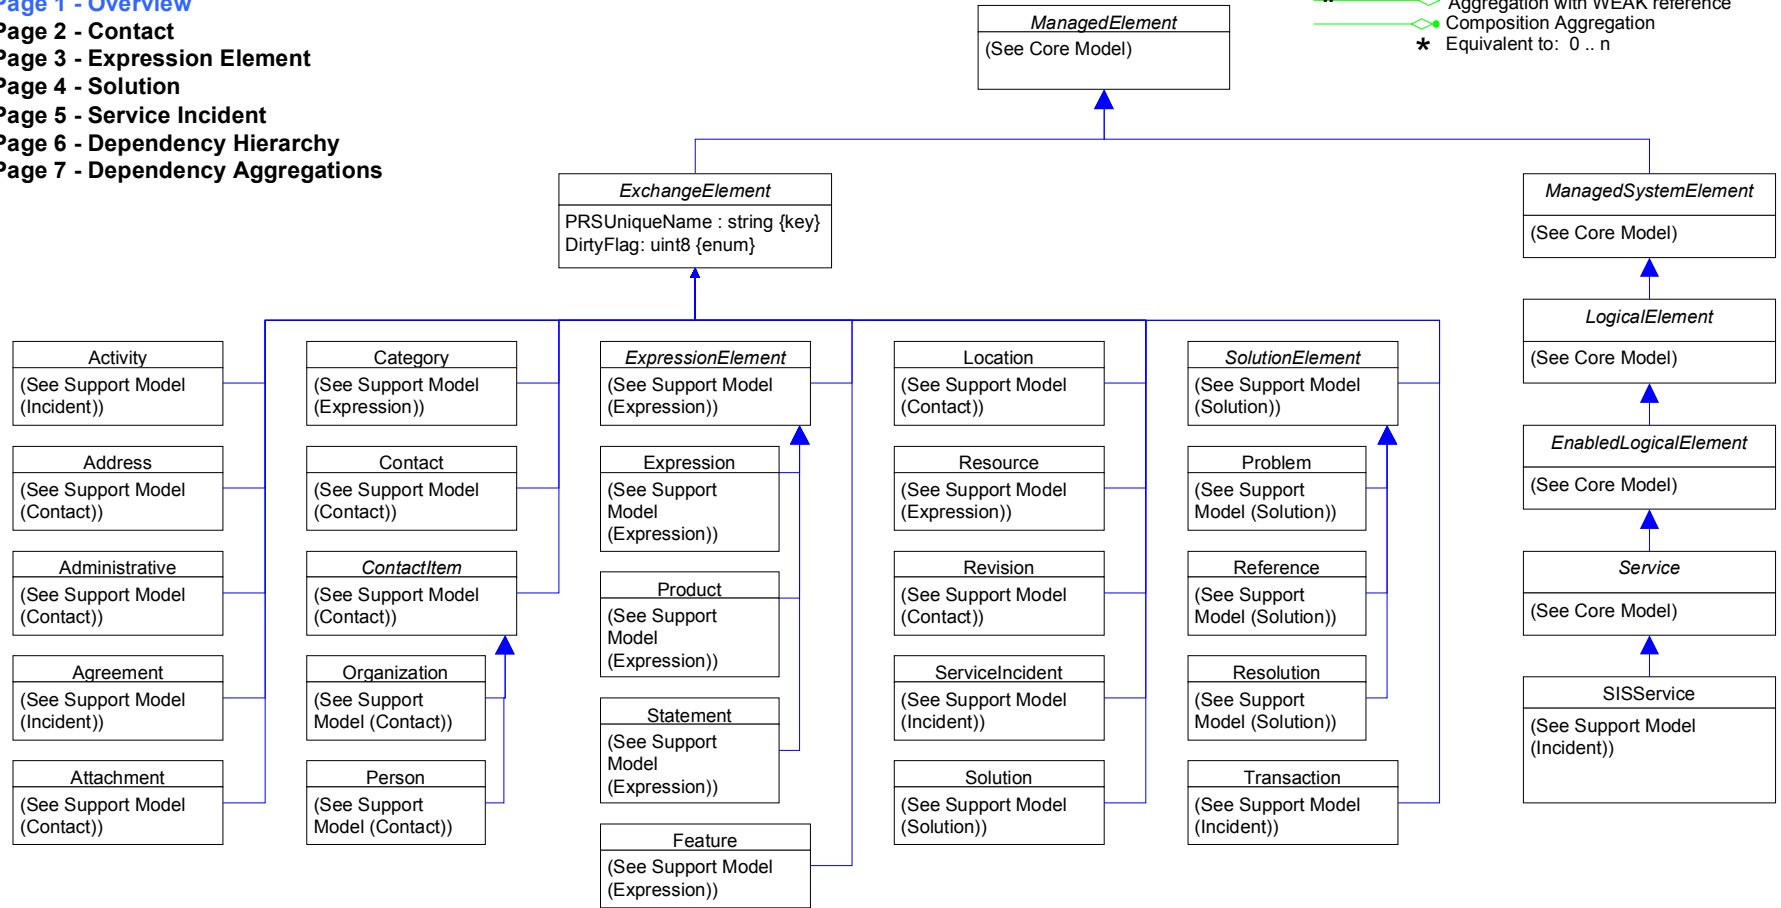 Page 1 - Overview
Page 2 - Contact
Page 3 - Expression Element
Page 4 - Solution
Page 5 - Service Incident
Page 6 - Dependency Hierarchy
Page 7 - Dependency Aggregations
Aggregation with WEAK reference
Composition Aggregation
* Equivalent to: 0 .. n
ManagedElement
(See Core Model)
ExchangeElement
PRSUniqueName : string {key}
DirtyFlag: uint8 {enum}
ManagedSystemElement
(See Core Model)
LogicalElement
(See Core Model)
EnabledLogicalElement
(See Core Model)
Service
(See Core Model)
SISService
(See Support Model
(Incident))
Activity
(See Support Model
(Incident))
Address
(See Support Model
(Contact))
Administrative
(See Support Model
(Contact))
Agreement
(See Support Model
(Incident))
Attachment
(See Support Model
(Contact))
Category
(See Support Model
(Expression))
Contact
(See Support Model
(Contact))
ContactItem
(See Support Model
(Contact))
Organization
(See Support
Model (Contact))
Person
(See Support
Model (Contact))
ExpressionElement
(See Support Model
(Expression))
Expression
(See Support
Model
(Expression))
Product
(See Support
Model
(Expression))
Statement
(See Support
Model
(Expression))
Feature
(See Support Model
(Expression))
Location
(See Support Model
(Contact))
Resource
(See Support Model
(Expression))
Revision
(See Support Model
(Contact))
ServiceIncident
(See Support Model
(Incident))
Solution
(See Support Model
(Solution))
SolutionElement
(See Support Model
(Solution))
Problem
(See Support
Model (Solution))
Reference
(See Support
Model (Solution))
Resolution
(See Support
Model (Solution))
Transaction
(See Support Model
(Incident))